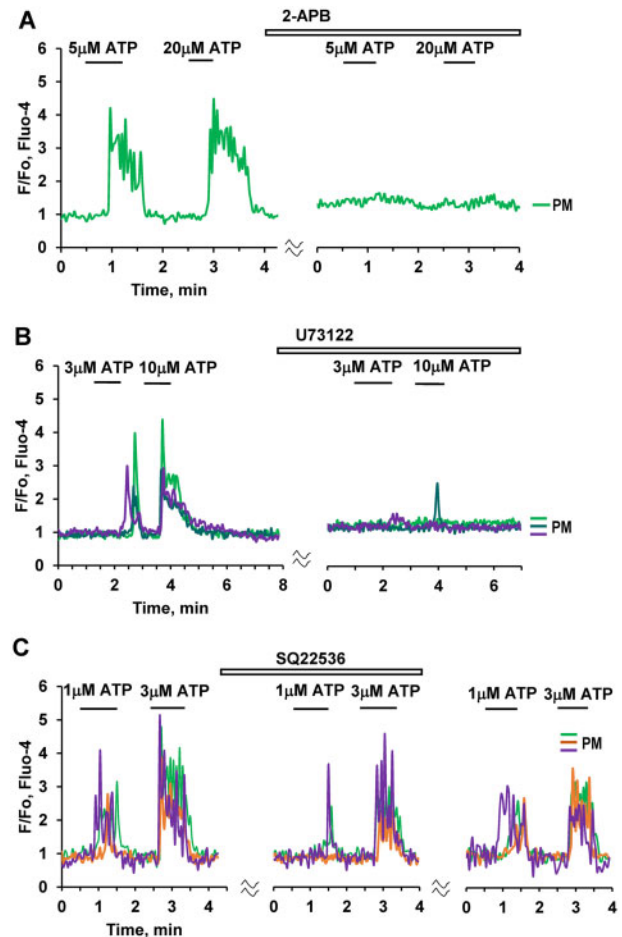 A
2-APB
5μM ATP 20μM ATP 5μM ATP 20μM ATP
F/Fo, Fluo-4
6
5
4
3
2
1
0
PM
0 1 2 3 4 0 1 2 3 4
Time, min
B
U73122
3μM ATP 10μM ATP 3μM ATP 10μM ATP
F/Fo, Fluo-4
6
5
4
3
2
1
0
PM
0 2 4 6 8 0 2 4 6
Time, min
C
SQ22536
1μM ATP 3μM ATP 1μM ATP 3μM ATP 1μM ATP 3μM ATP
F/Fo, Fluo-4
6
5
4
3
2
1
0
PM
0 1 2 3 4 0 1 2 3 4 0 1 2 3 4
Time, min